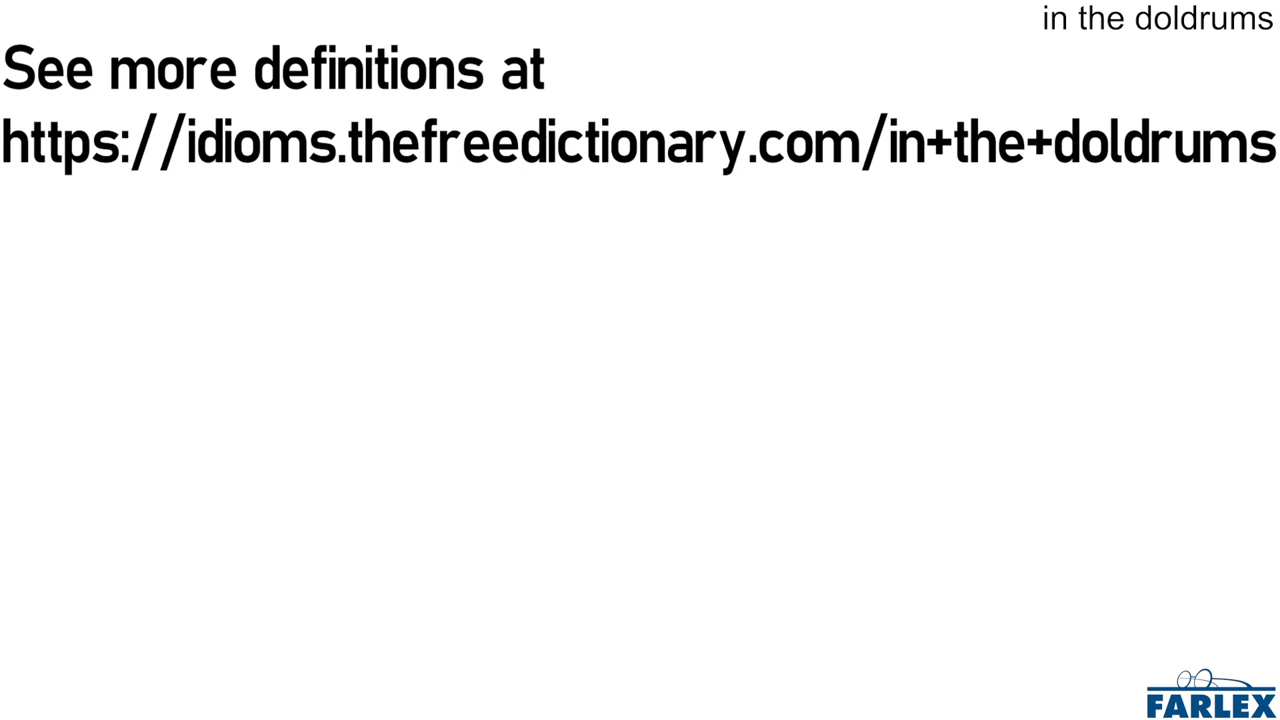 in the doldrums
See more definitions at
https://idioms.thefreedictionary.com/in+the+doldrums
FARLEX